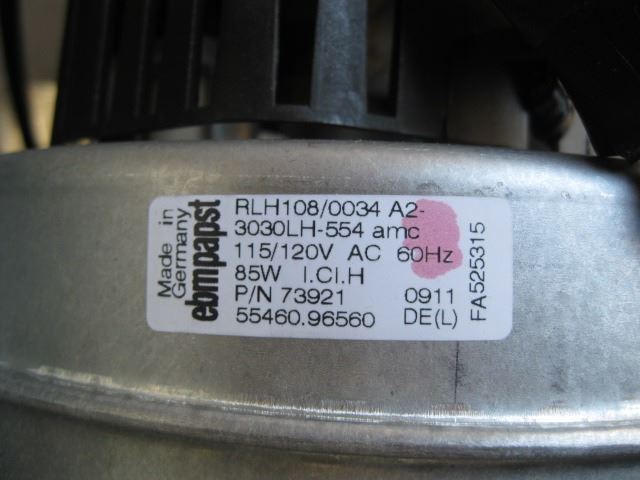 Made in
Germany
ebmpapst
RLH108/0034 A2-
3030LH-554 amc
115/120V AC 60Hz
85W I.Cl.H
P/N 73921 0911
55460.96560 DE(L)
FA525315